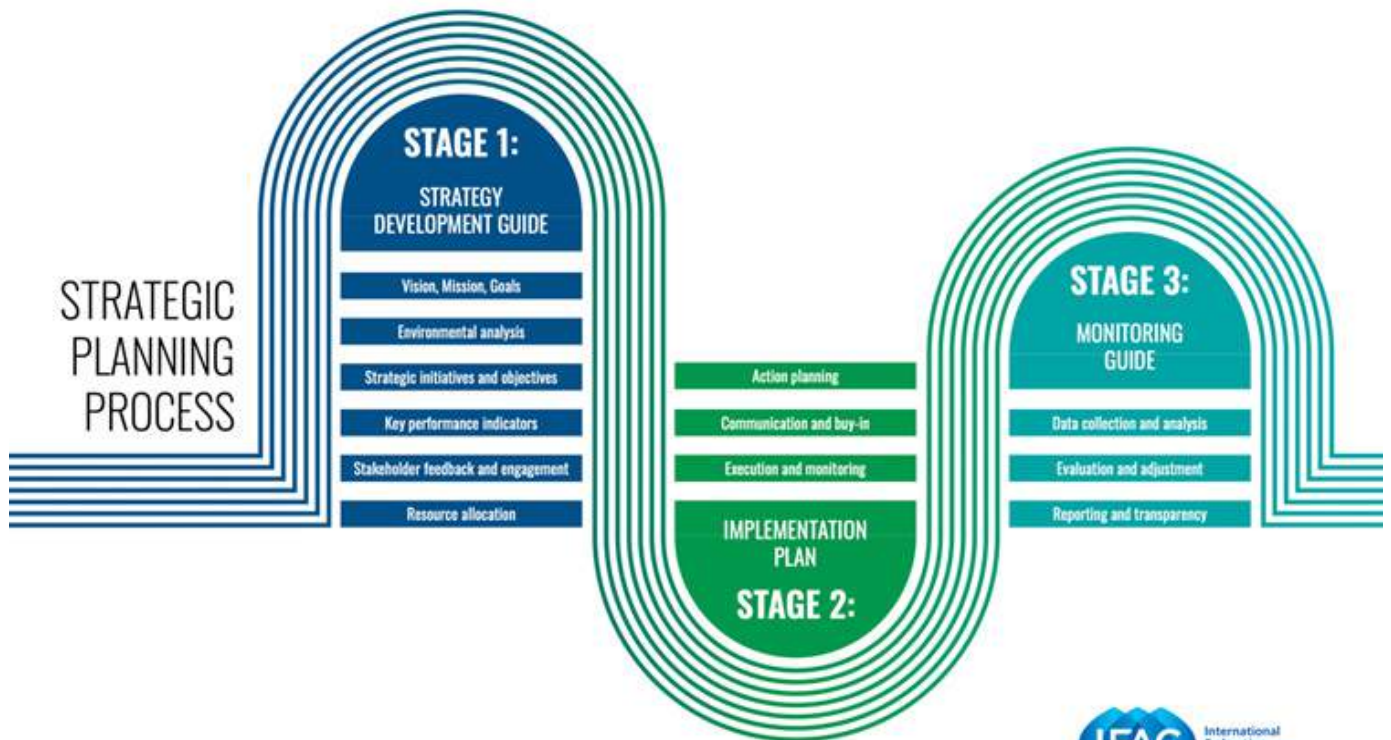 STRATEGIC
PLANNING
PROCESS
STAGE 1:
STRATEGY
DEVELOPMENT GUIDE
Vision, Mission, Goals
Environmental analysis
Strategic initiatives and objectives
Key performance indicators
Stakeholder feedback and engagement
Resource allocation
Action planning
Communication and buy-in
Execution and monitoring
IMPLEMENTATION
PLAN
STAGE 2:
STAGE 3:
MONITORING
GUIDE
Data collection and analysis
Evaluation and adjustment
Reporting and transparency
IFAC
International